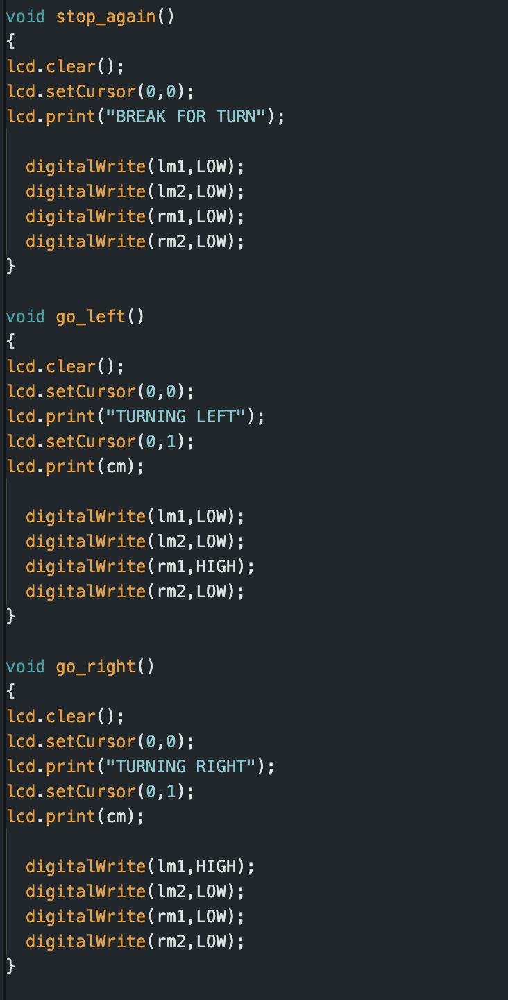 void stop_again()
{
lcd.clear();
lcd.setCursor(0,0);
lcd.print("BREAK FOR TURN");
  digitalWrite(lm1,LOW);
  digitalWrite(lm2,LOW);
  digitalWrite(rm1,LOW);
  digitalWrite(rm2,LOW);
}
void go_left()
{
lcd.clear();
lcd.setCursor(0,0);
lcd.print("TURNING LEFT");
lcd.setCursor(0,1);
lcd.print(cm);
  digitalWrite(lm1,LOW);
  digitalWrite(lm2,LOW);
  digitalWrite(rm1,HIGH);
  digitalWrite(rm2,LOW);
}
void go_right()
{
lcd.clear();
lcd.setCursor(0,0);
lcd.print("TURNING RIGHT");
lcd.setCursor(0,1);
lcd.print(cm);
  digitalWrite(lm1,HIGH);
  digitalWrite(lm2,LOW);
  digitalWrite(rm1,LOW);
  digitalWrite(rm2,LOW);
}